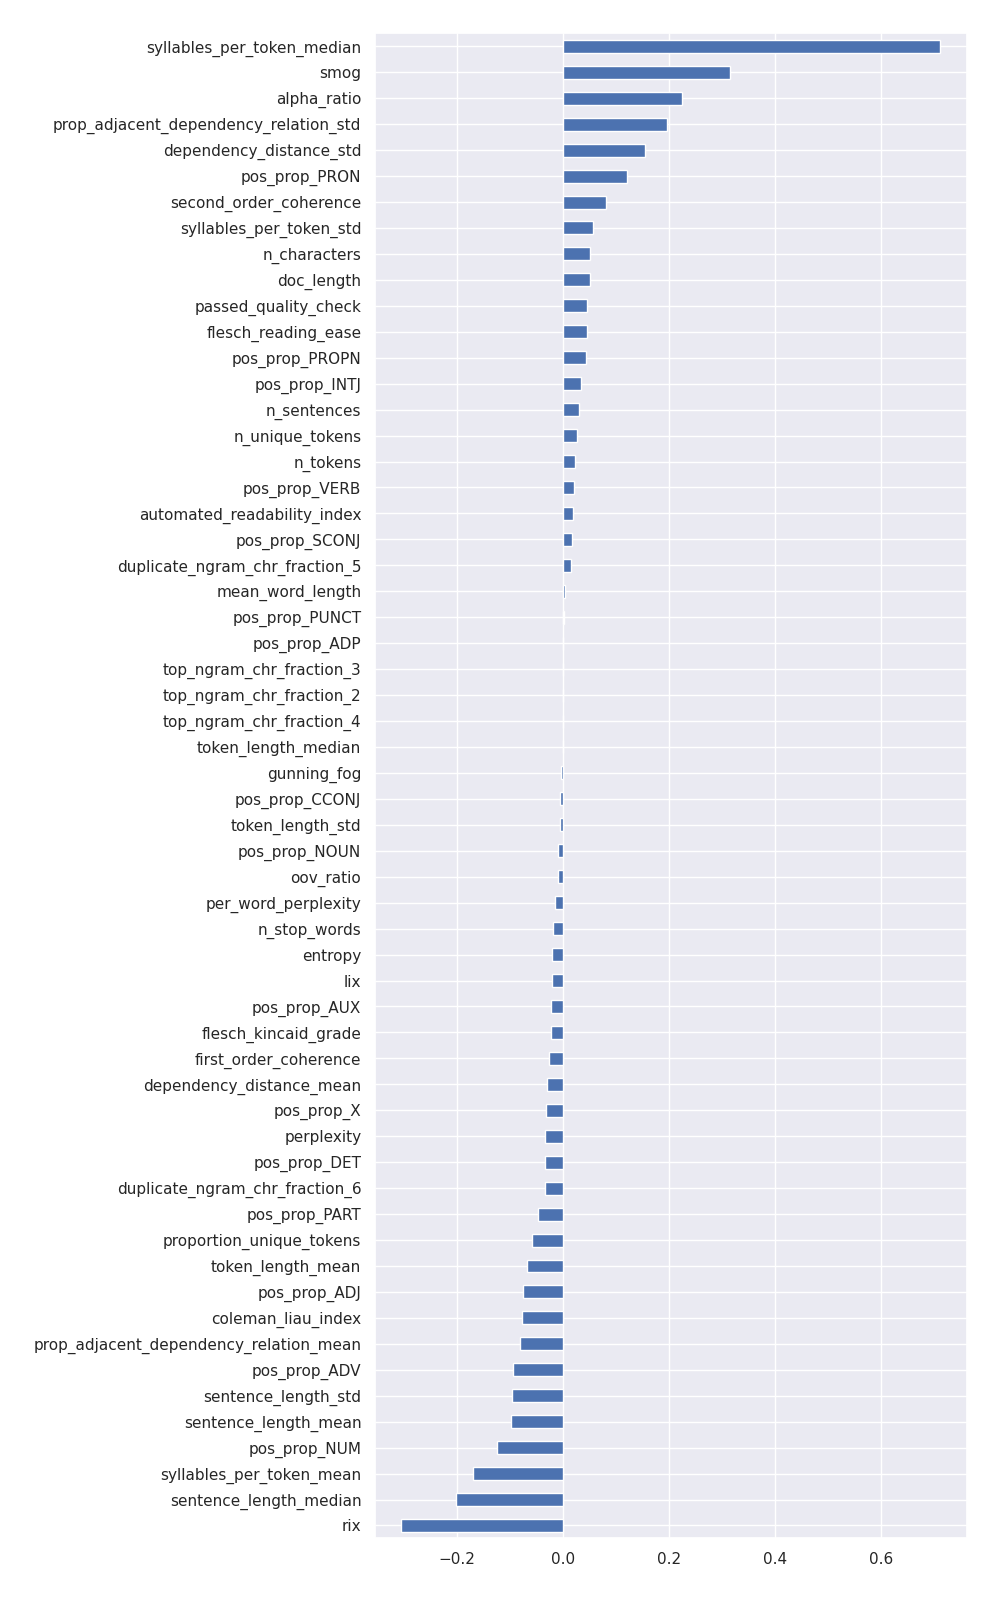 syllables_per_token_median
smog
alpha_ratio
prop_adjacent_dependency_relation_std
dependency_distance_std
pos_prop_PRON
second_order_coherence
syllables_per_token_std
n_characters
doc_length
passed_quality_check
flesch_reading_ease
pos_prop_PROPN
pos_prop_INTJ
n_sentences
n_unique_tokens
n_tokens
pos_prop_VERB
automated_readability_index
pos_prop_SCONJ
duplicate_ngram_chr_fraction_5
mean_word_length
pos_prop_PUNCT
pos_prop_ADP
top_ngram_chr_fraction_3
top_ngram_chr_fraction_2
top_ngram_chr_fraction_4
token_length_median
gunning_fog
pos_prop_CCONJ
token_length_std
pos_prop_NOUN
oov_ratio
per_word_perplexity
n_stop_words
entropy
lix
pos_prop_AUX
flesch_kincaid_grade
first_order_coherence
dependency_distance_mean
pos_prop_X
perplexity
pos_prop_DET
duplicate_ngram_chr_fraction_6
pos_prop_PART
proportion_unique_tokens
token_length_mean
pos_prop_ADJ
coleman_liau_index
prop_adjacent_dependency_relation_mean
pos_prop_ADV
sentence_length_std
sentence_length_mean
pos_prop_NUM
syllables_per_token_mean
sentence_length_median
rix
−0.2 0.0 0.2 0.4 0.6